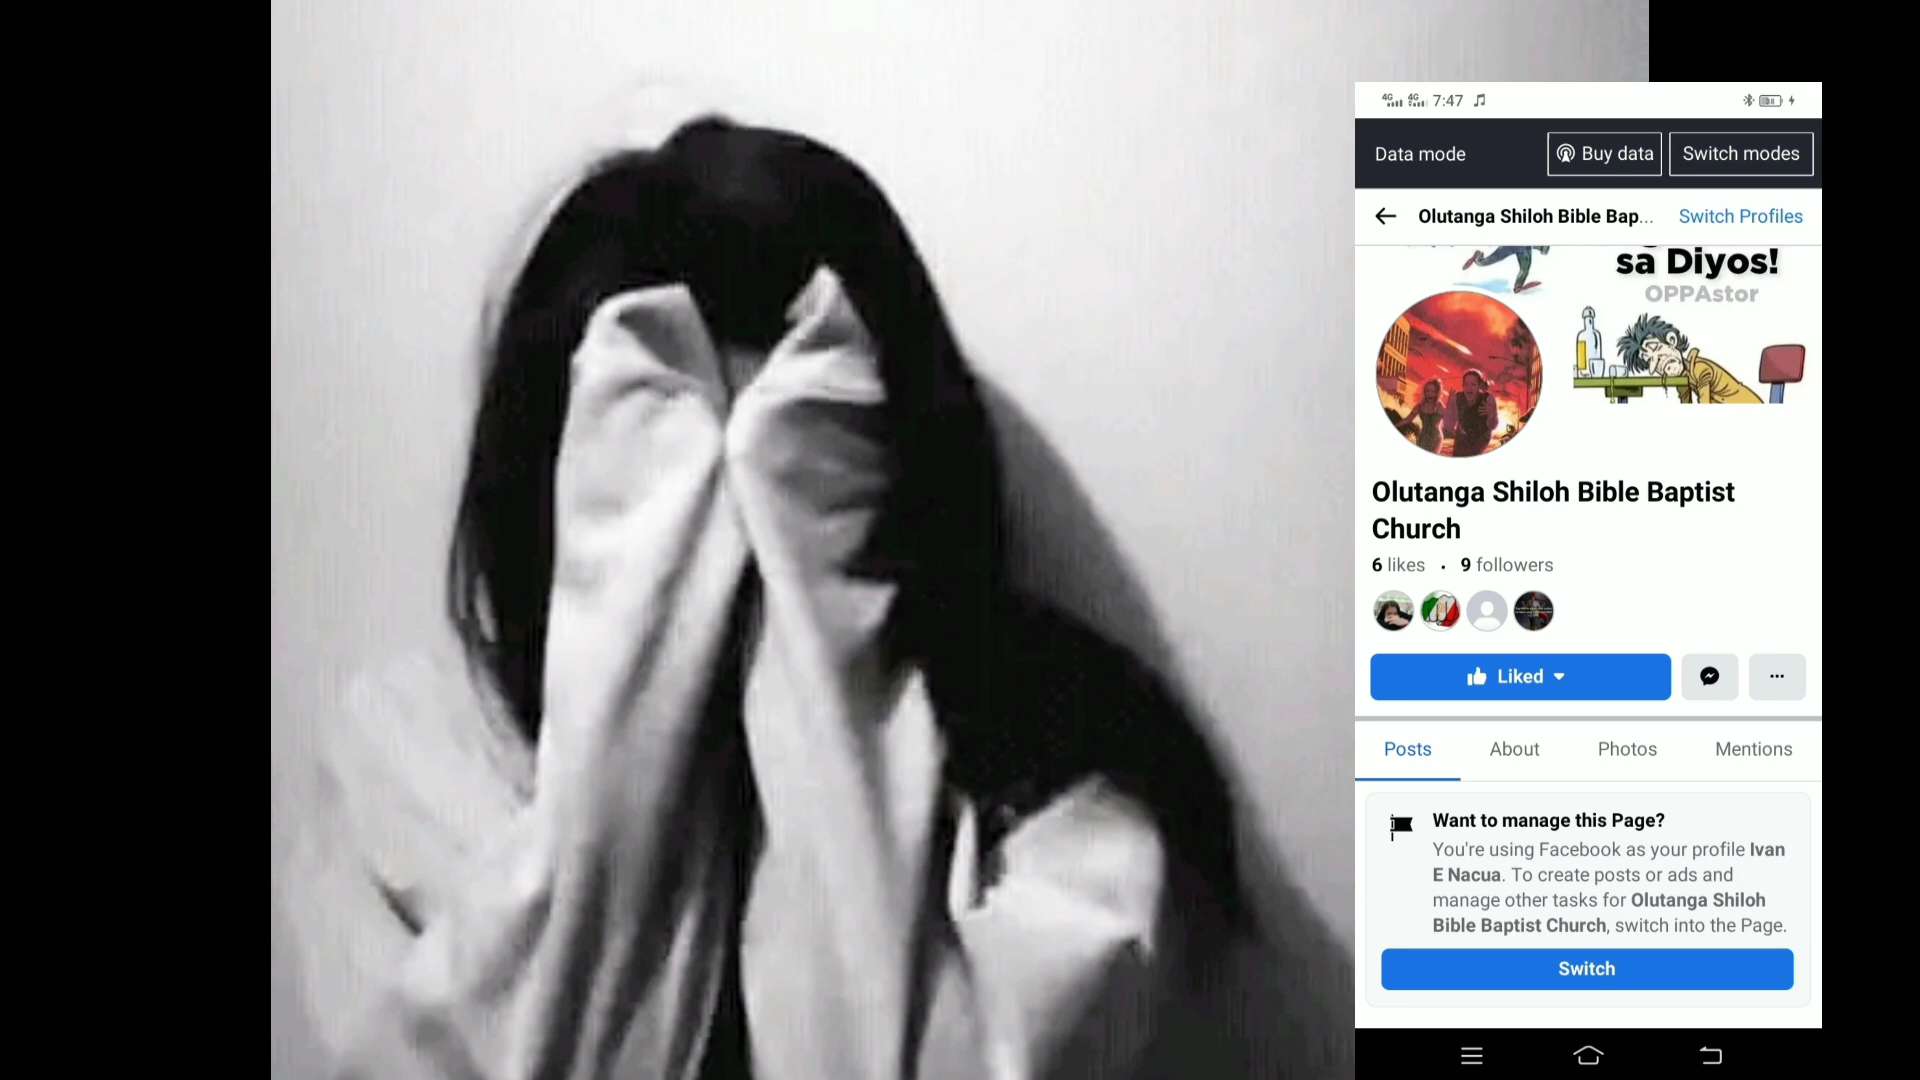 4G 4G 7:47
Data mode Buy data Switch modes
Olutanga Shiloh Bible Bap... Switch Profiles
sa Diyos!
OPPAstor
Olutanga Shiloh Bible Baptist
Church
6 likes • 9 followers
Liked
Posts About Photos Mentions
Want to manage this Page?
You're using Facebook as your profile Ivan
E Nacua. To create posts or ads and
manage other tasks for Olutanga Shiloh
Bible Baptist Church, switch into the Page.
Switch